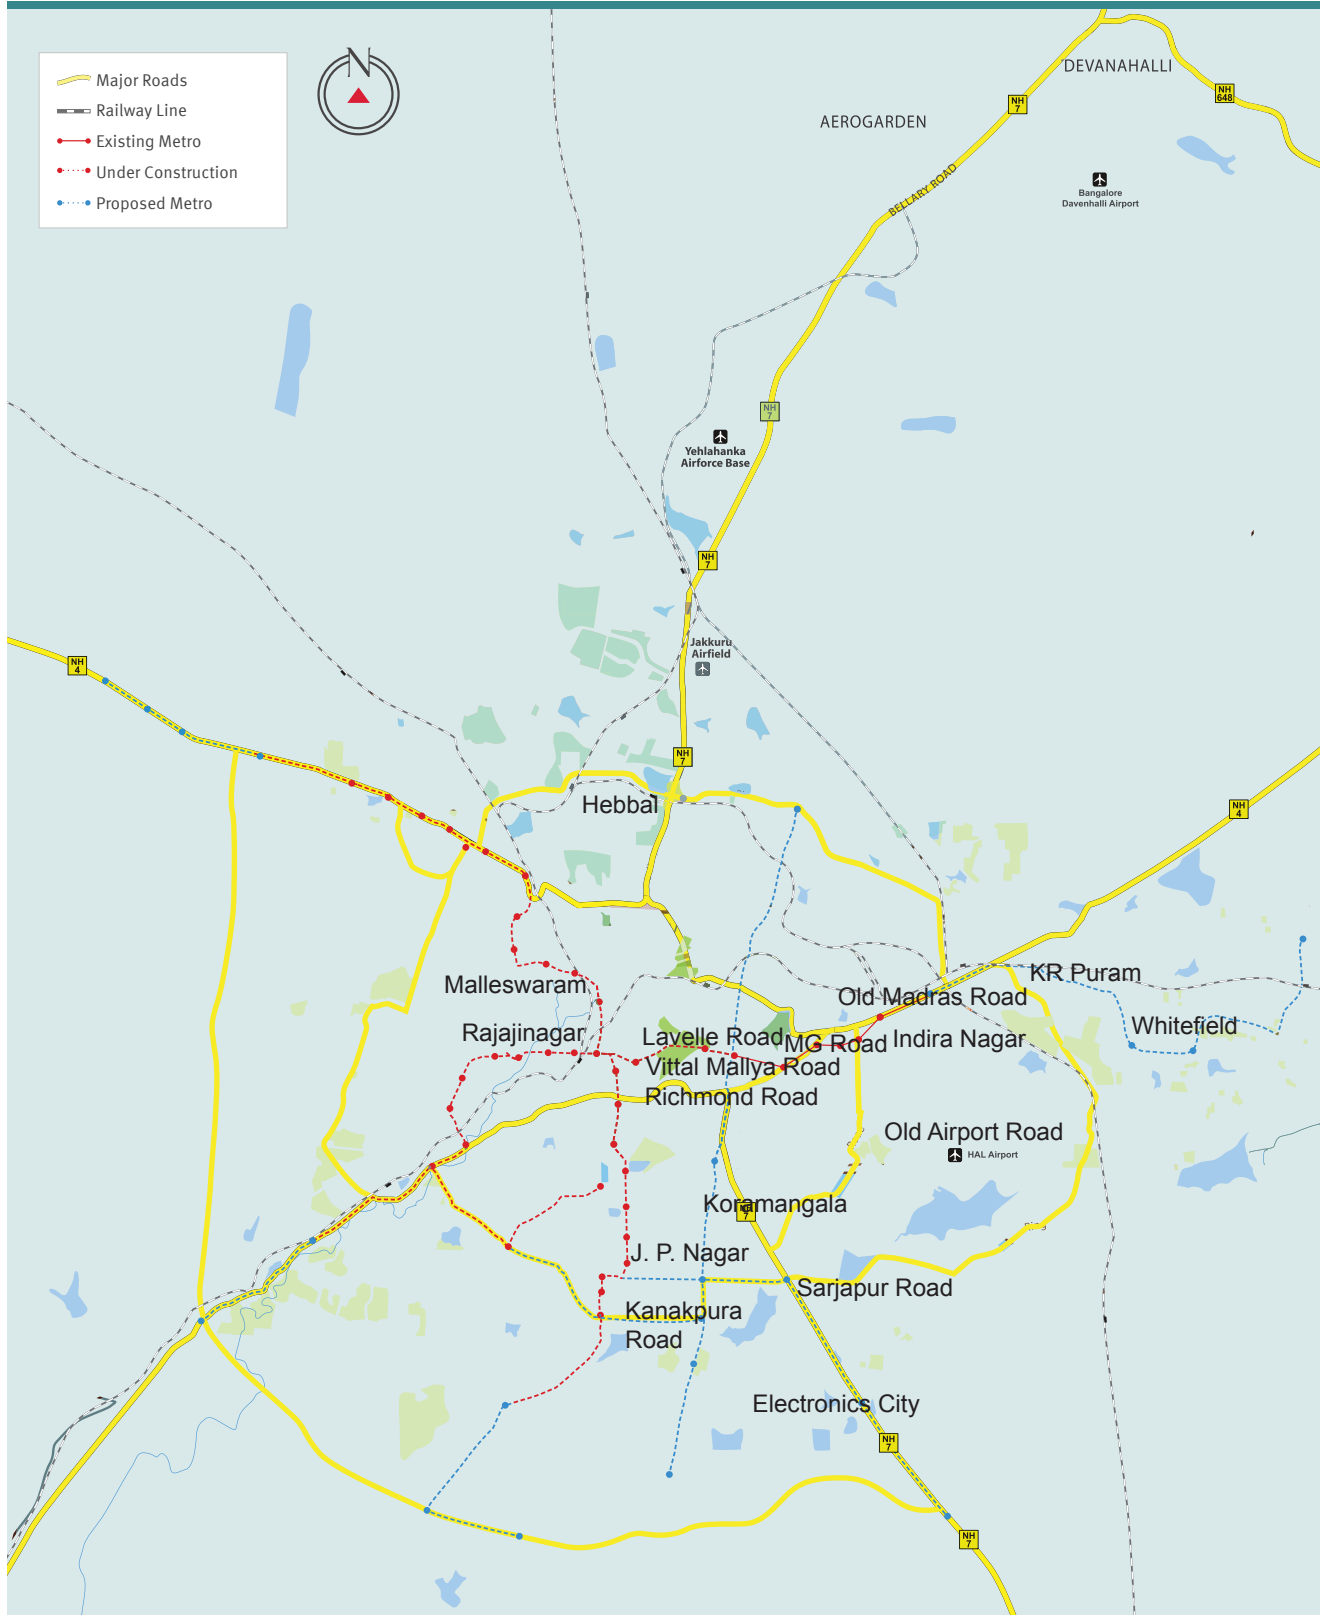 N
Major Roads
Railway Line
Existing Metro
Under Construction
Proposed Metro
DEVANAHALLI
NH
648
NH
7
AEROGARDEN
BELLARY ROAD
Bangalore
Davenhalli Airport
NH
7
Yehlahanka
Airforce Base
NH
7
Jakkuru
Airfield
NH
4
NH
7
Hebbal
NH
4
KR Puram
Malleswaram
Old Madras Road
Whitefield
Rajajinagar
Lavelle Road
MG Road
Indira Nagar
Vittal Mallya Road
Richmond Road
Old Airport Road
HAL Airport
Koramangala
7
J. P. Nagar
Sarjapur Road
Kanakpura
Road
Electronics City
NH
7
NH
7